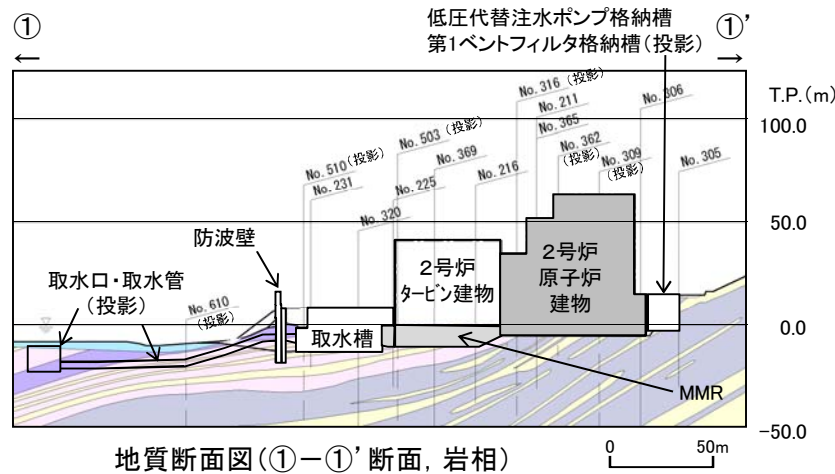 ①
①’
低圧代替注水ポンプ格納槽
第1ベントフィルタ格納槽(投影)
←
→
T.P.(m)
No. 316 (投影)
No. 211
No. 365
No. 306
100.0
No. 503 (投影)
No. 362
(投影)
No. 309
(投影)
No. 305
No. 510 (投影)
No. 231
No. 369
No. 225
No. 216
No. 320
50.0
防波壁
2号炉
タービン建物
2号炉
原子炉
建物
取水口・取水管
(投影)
No. 610
(投影)
取水槽
0.0
MMR
-50.0
地質断面図(①-①’断面, 岩相)
0 50m